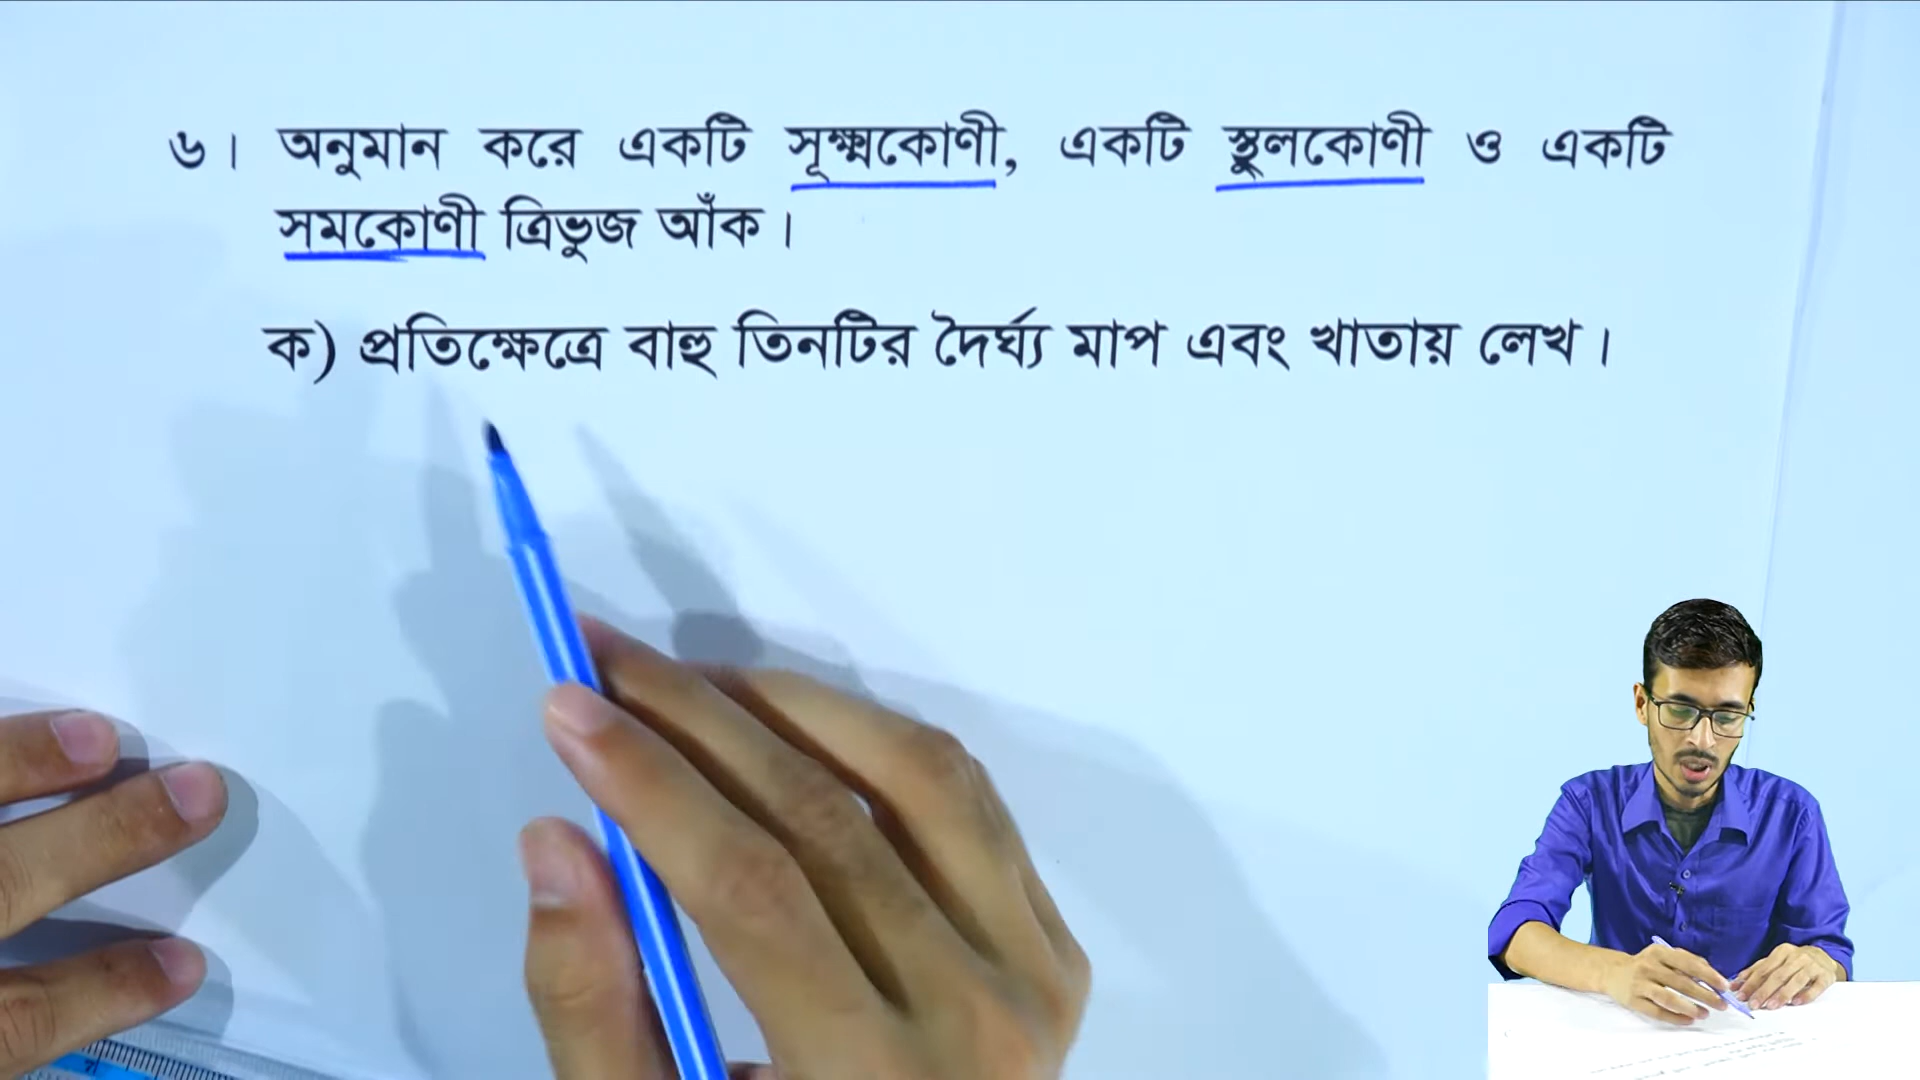 ৬। অনুমান করে একটি সূক্ষ্মকোণী, একটি স্থুলকোণী ও একটি
সমকোণী ত্রিভুজ আঁক।
ক) প্রতিক্ষেত্রে বাহু তিনটির দৈর্ঘ্য মাপ এবং খাতায় লেখ।